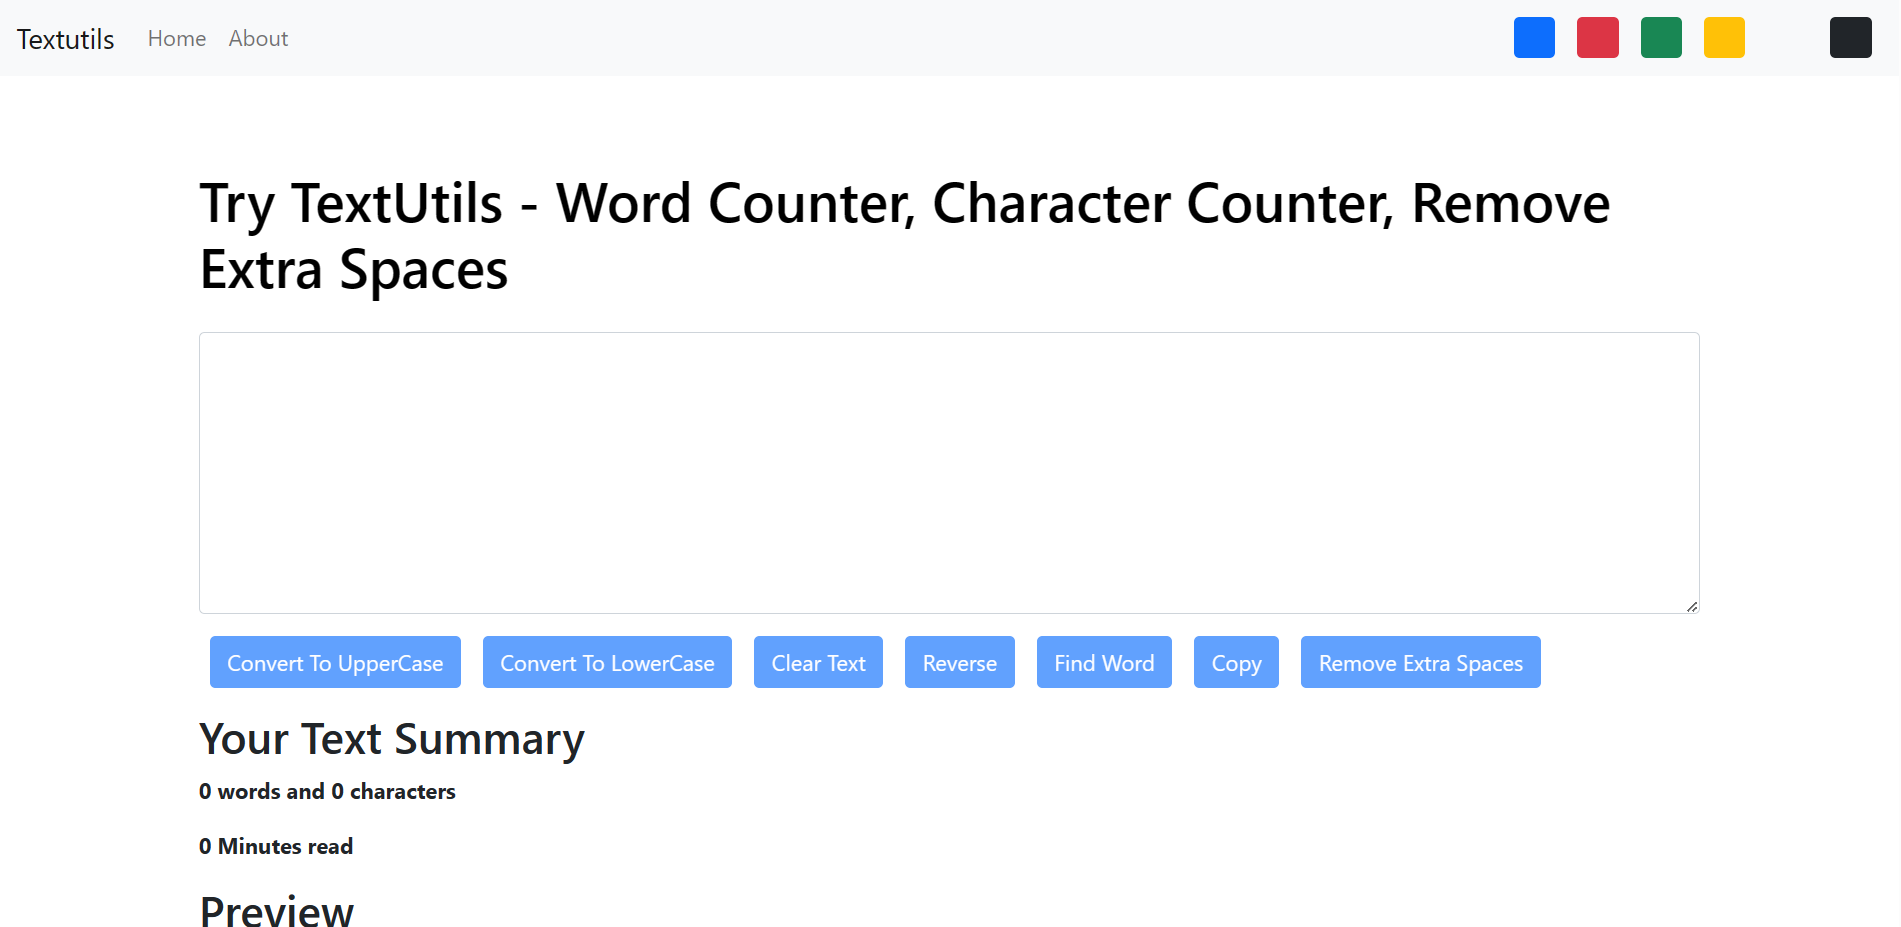 Textutils Home About
Try TextUtils - Word Counter, Character Counter, Remove
Extra Spaces
Convert To UpperCase Convert To LowerCase Clear Text Reverse Find Word Copy Remove Extra Spaces
Your Text Summary
0 words and 0 characters
0 Minutes read
Preview